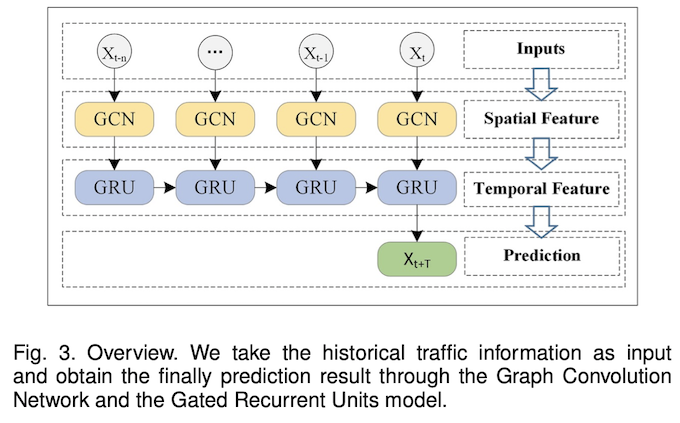 X_{t-n} ... X_{t-1} X_t Inputs
GCN GCN GCN GCN Spatial Feature
GRU GRU GRU GRU Temporal Feature
X_{t+T} Prediction
Fig. 3. Overview. We take the historical traffic information as input
and obtain the finally prediction result through the Graph Convolution
Network and the Gated Recurrent Units model.